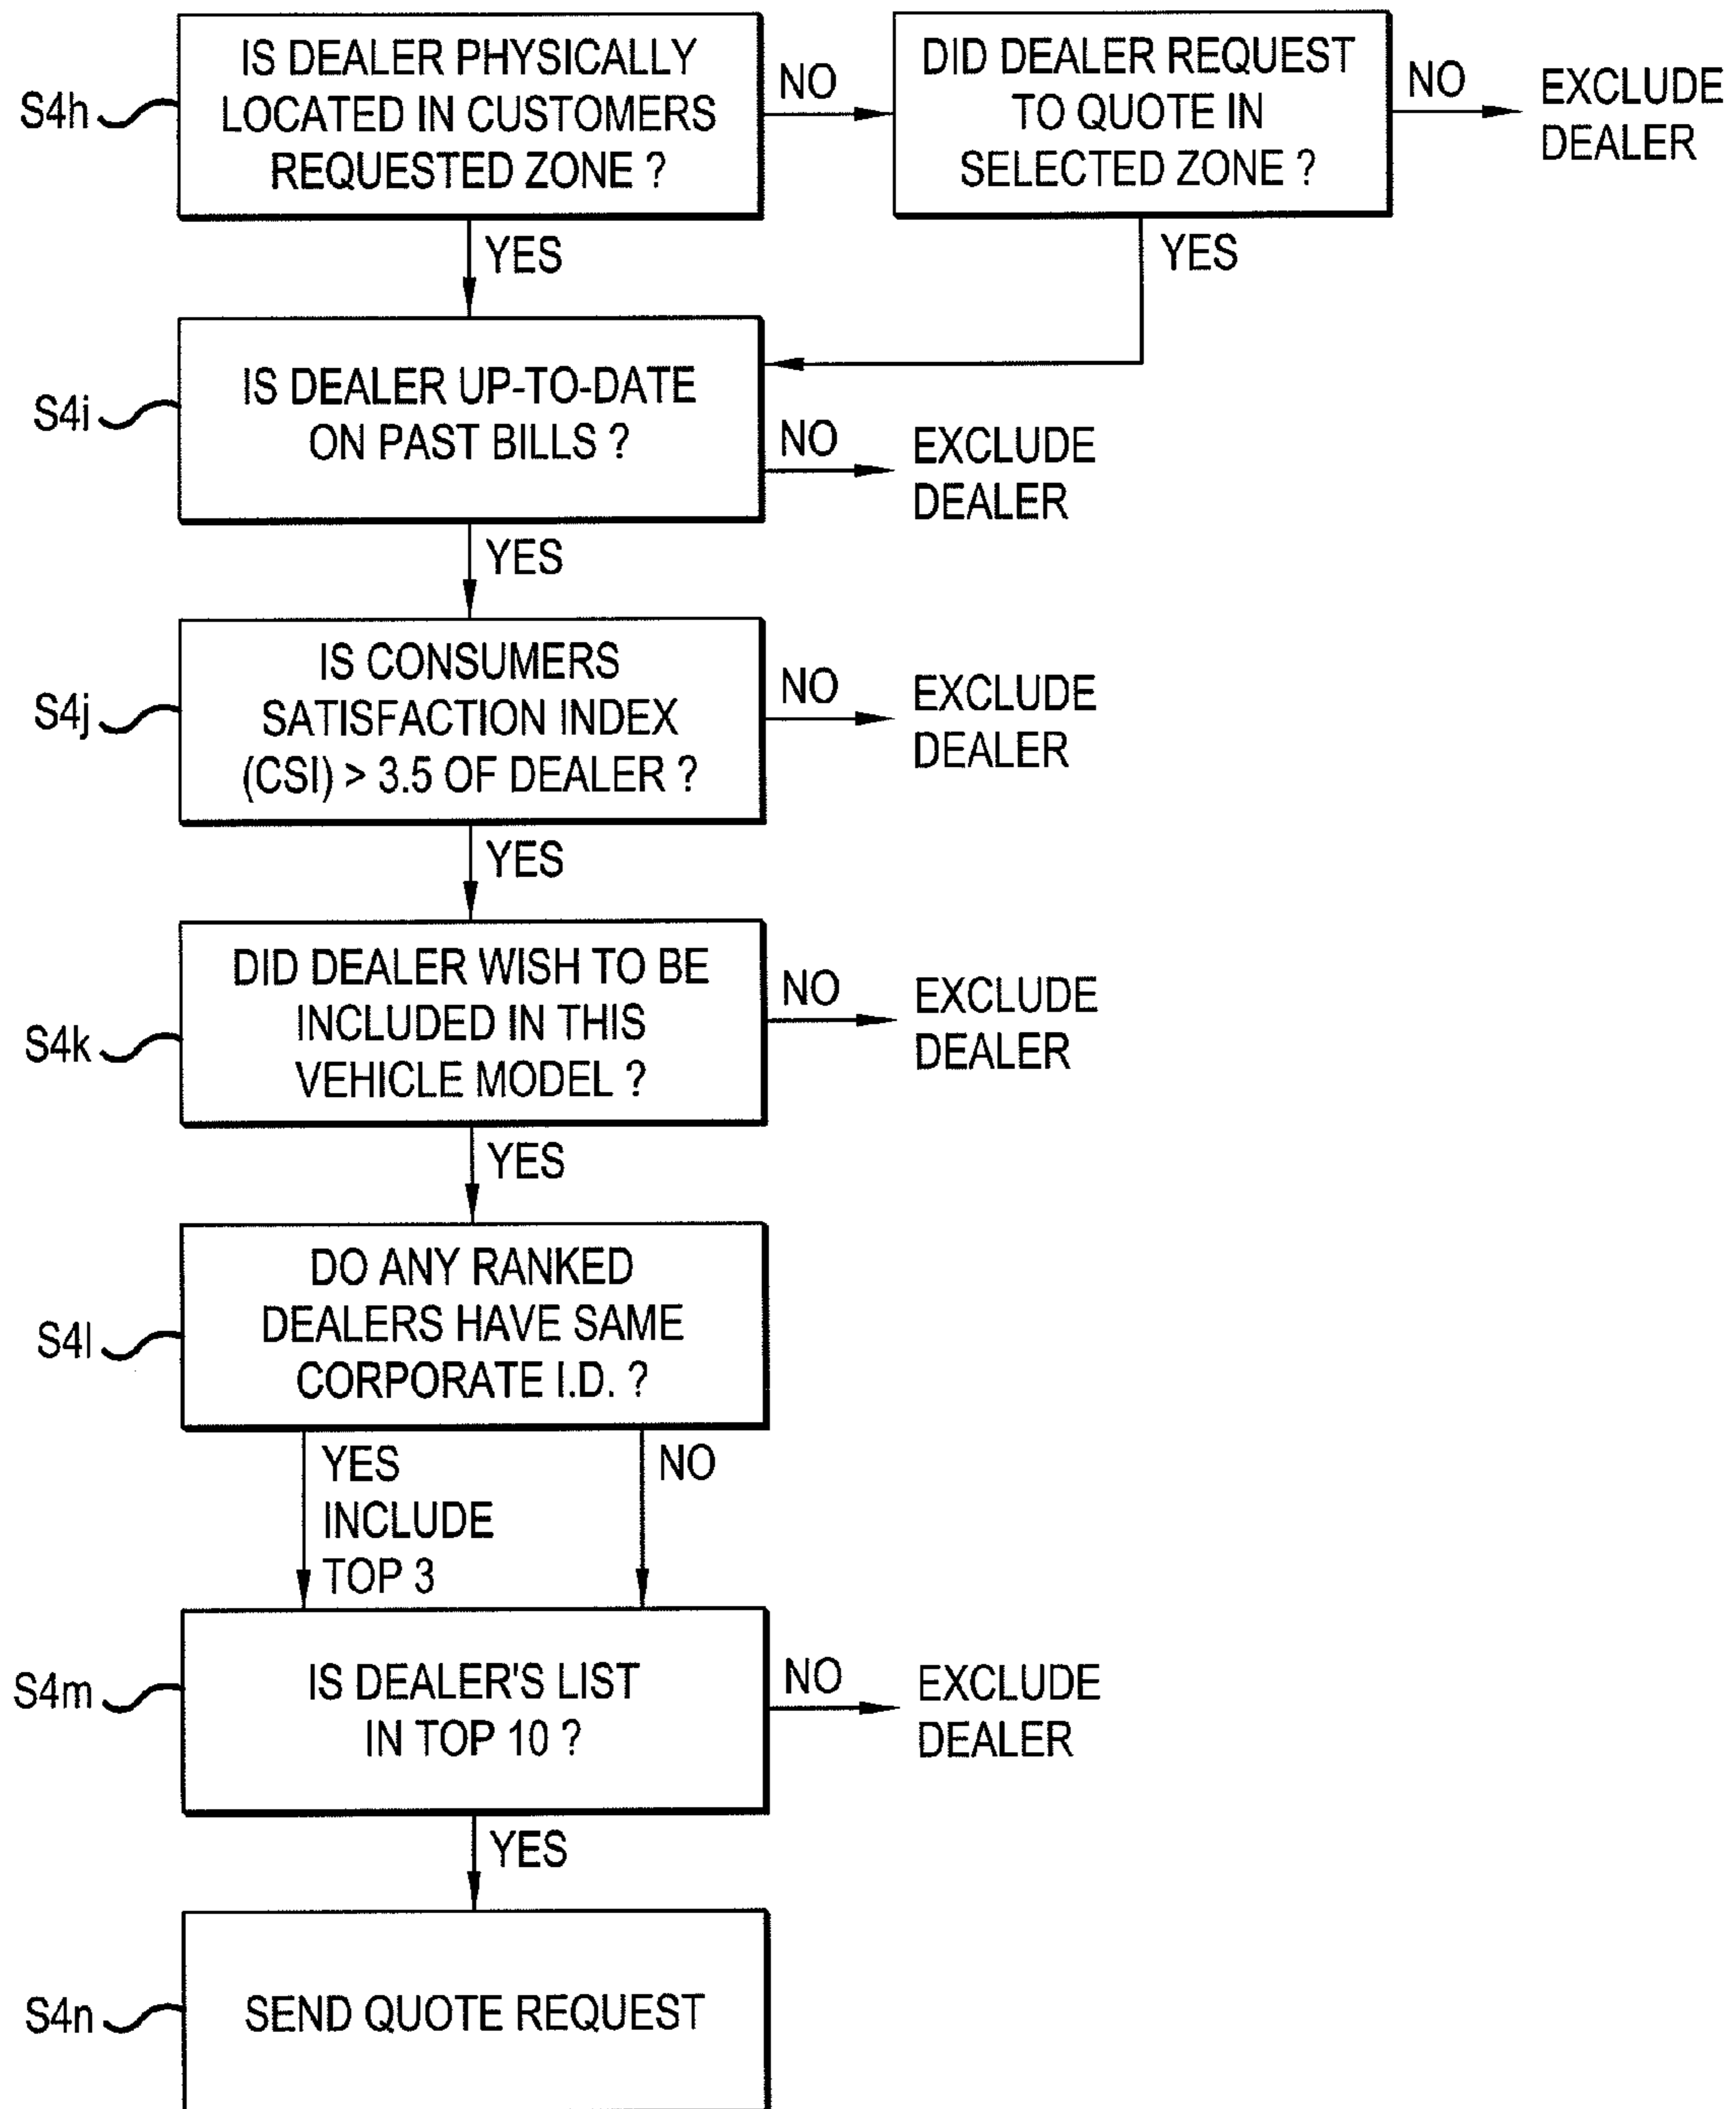 S4h
IS DEALER PHYSICALLY
LOCATED IN CUSTOMERS
REQUESTED ZONE ?
NO
DID DEALER REQUEST
TO QUOTE IN
SELECTED ZONE ?
NO
EXCLUDE
DEALER
YES
YES
S4i
IS DEALER UP-TO-DATE
ON PAST BILLS ?
NO
EXCLUDE
DEALER
YES
S4j
IS CONSUMERS
SATISFACTION INDEX
(CSI) > 3.5 OF DEALER ?
NO
EXCLUDE
DEALER
YES
S4k
DID DEALER WISH TO BE
INCLUDED IN THIS
VEHICLE MODEL ?
NO
EXCLUDE
DEALER
YES
S4l
DO ANY RANKED
DEALERS HAVE SAME
CORPORATE I.D. ?
YES
INCLUDE
TOP 3
NO
S4m
IS DEALER'S LIST
IN TOP 10 ?
NO
EXCLUDE
DEALER
YES
S4n
SEND QUOTE REQUEST